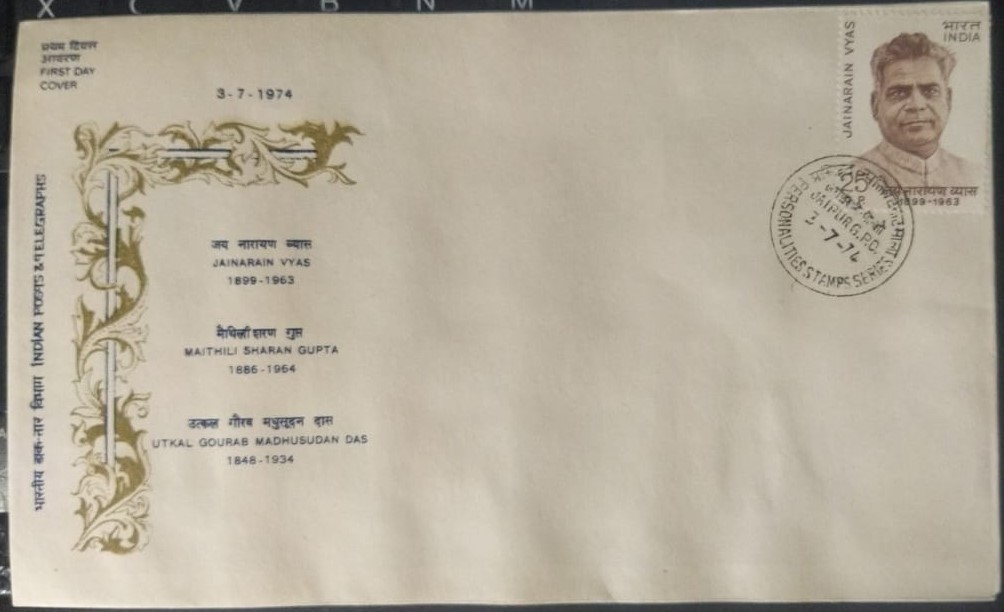 X C V B N M
प्रथम दिवस
आवरण
FIRST DAY
COVER
3-7-1974
भारतीय डाक-तार विभाग INDIAN POSTS & TELEGRAPHS
जय नारायण व्यास
JAINARAIN VYAS
1899-1963
मैथिली शरण गुप्त
MAITHILI SHARAN GUPTA
1886-1964
उत्कल गौरब मधुसूदन दास
UTKAL GOURAB MADHUSUDAN DAS
1848-1934
JAINARAIN VYAS
भारत
INDIA
25
नारायण व्यास
1899-1963
JAIPUR G.P.O.
3-7-74
PERSONALITIES STAMPS SERIES